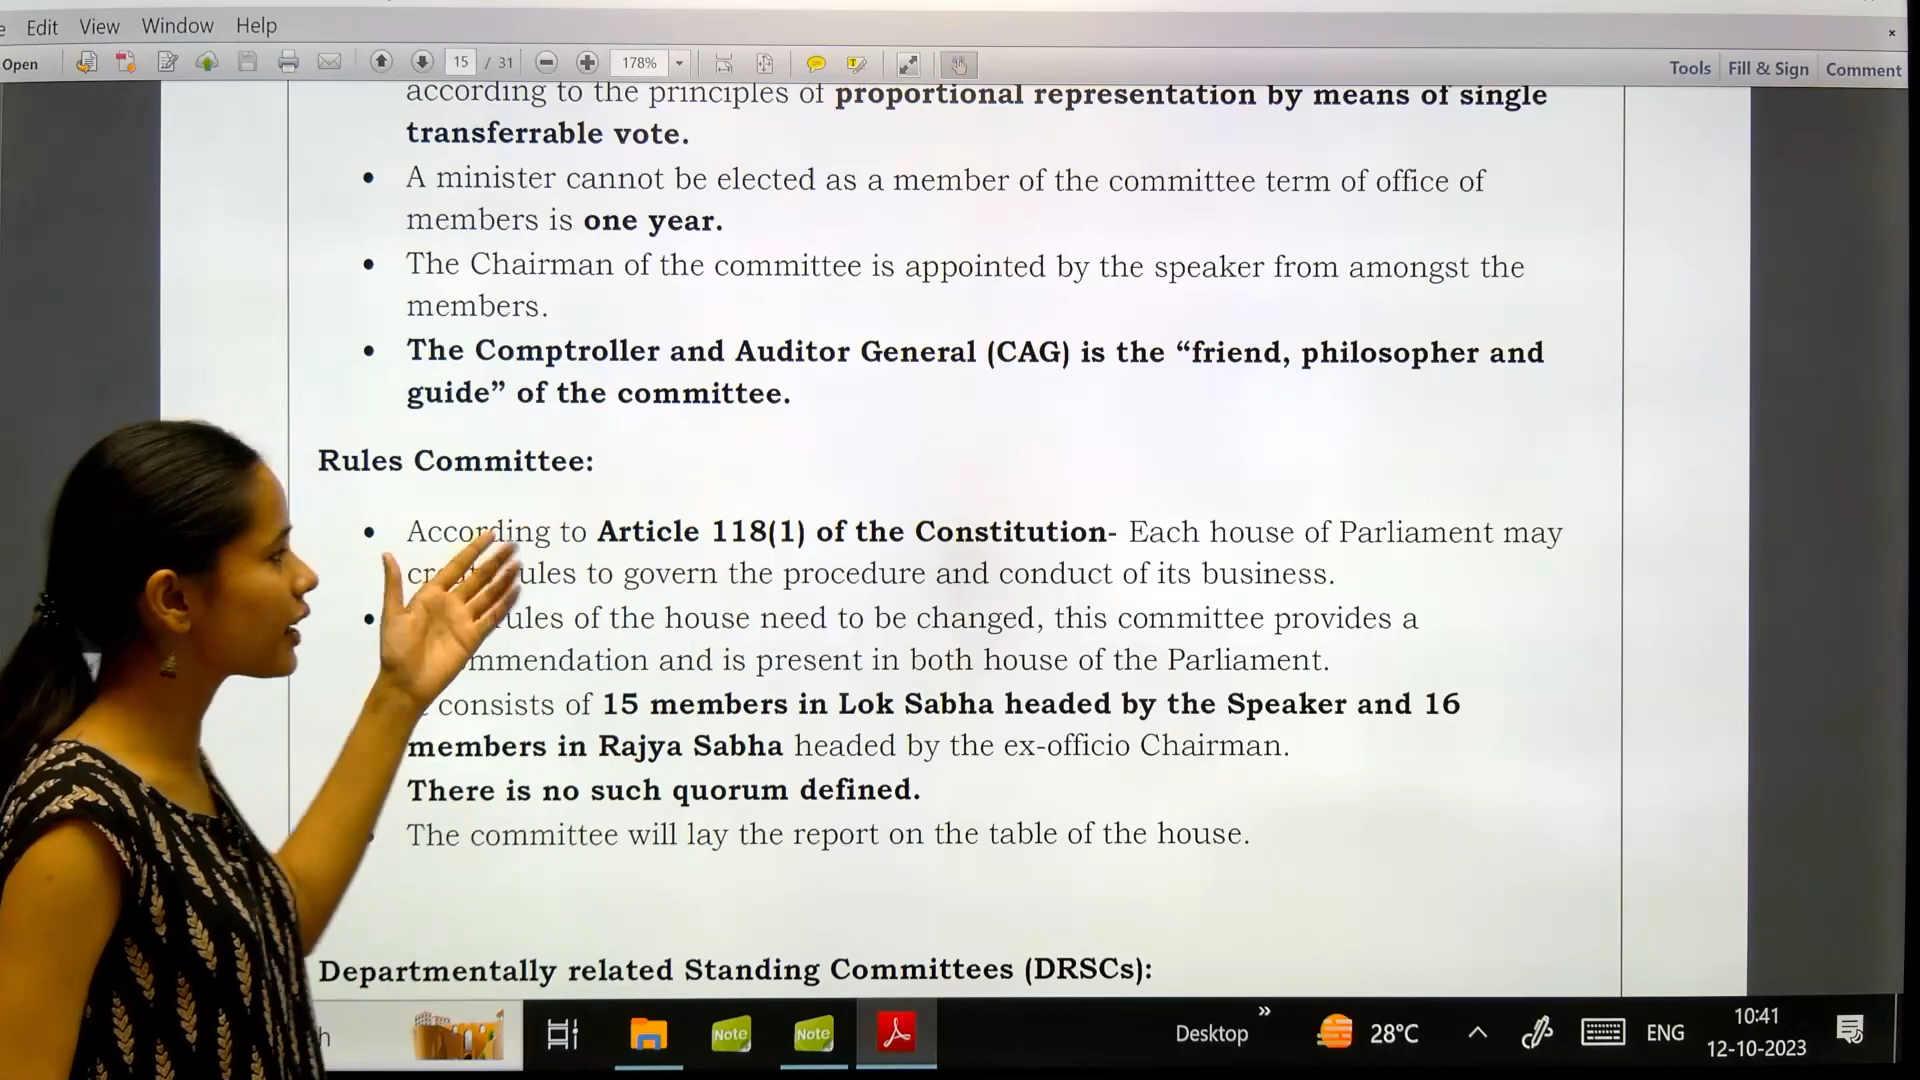 Edit View Window Help
Open 15 / 31 178% Tools Fill & Sign Comment
according to the principles of proportional representation by means of single
transferrable vote.
• A minister cannot be elected as a member of the committee term of office of
members is one year.
• The Chairman of the committee is appointed by the speaker from amongst the
members.
• The Comptroller and Auditor General (CAG) is the “friend, philosopher and
guide” of the committee.
Rules Committee:
• According to Article 118(1) of the Constitution- Each house of Parliament may
rules to govern the procedure and conduct of its business.
• rules of the house need to be changed, this committee provides a
and is present in both house of the Parliament.
consists of 15 members in Lok Sabha headed by the Speaker and 16
members in Rajya Sabha headed by the ex-officio Chairman.
There is no such quorum defined.
The committee will lay the report on the table of the house.
Departmentally related Standing Committees (DRSCs):
Note Note Desktop 28°C ENG 10:41
12-10-2023